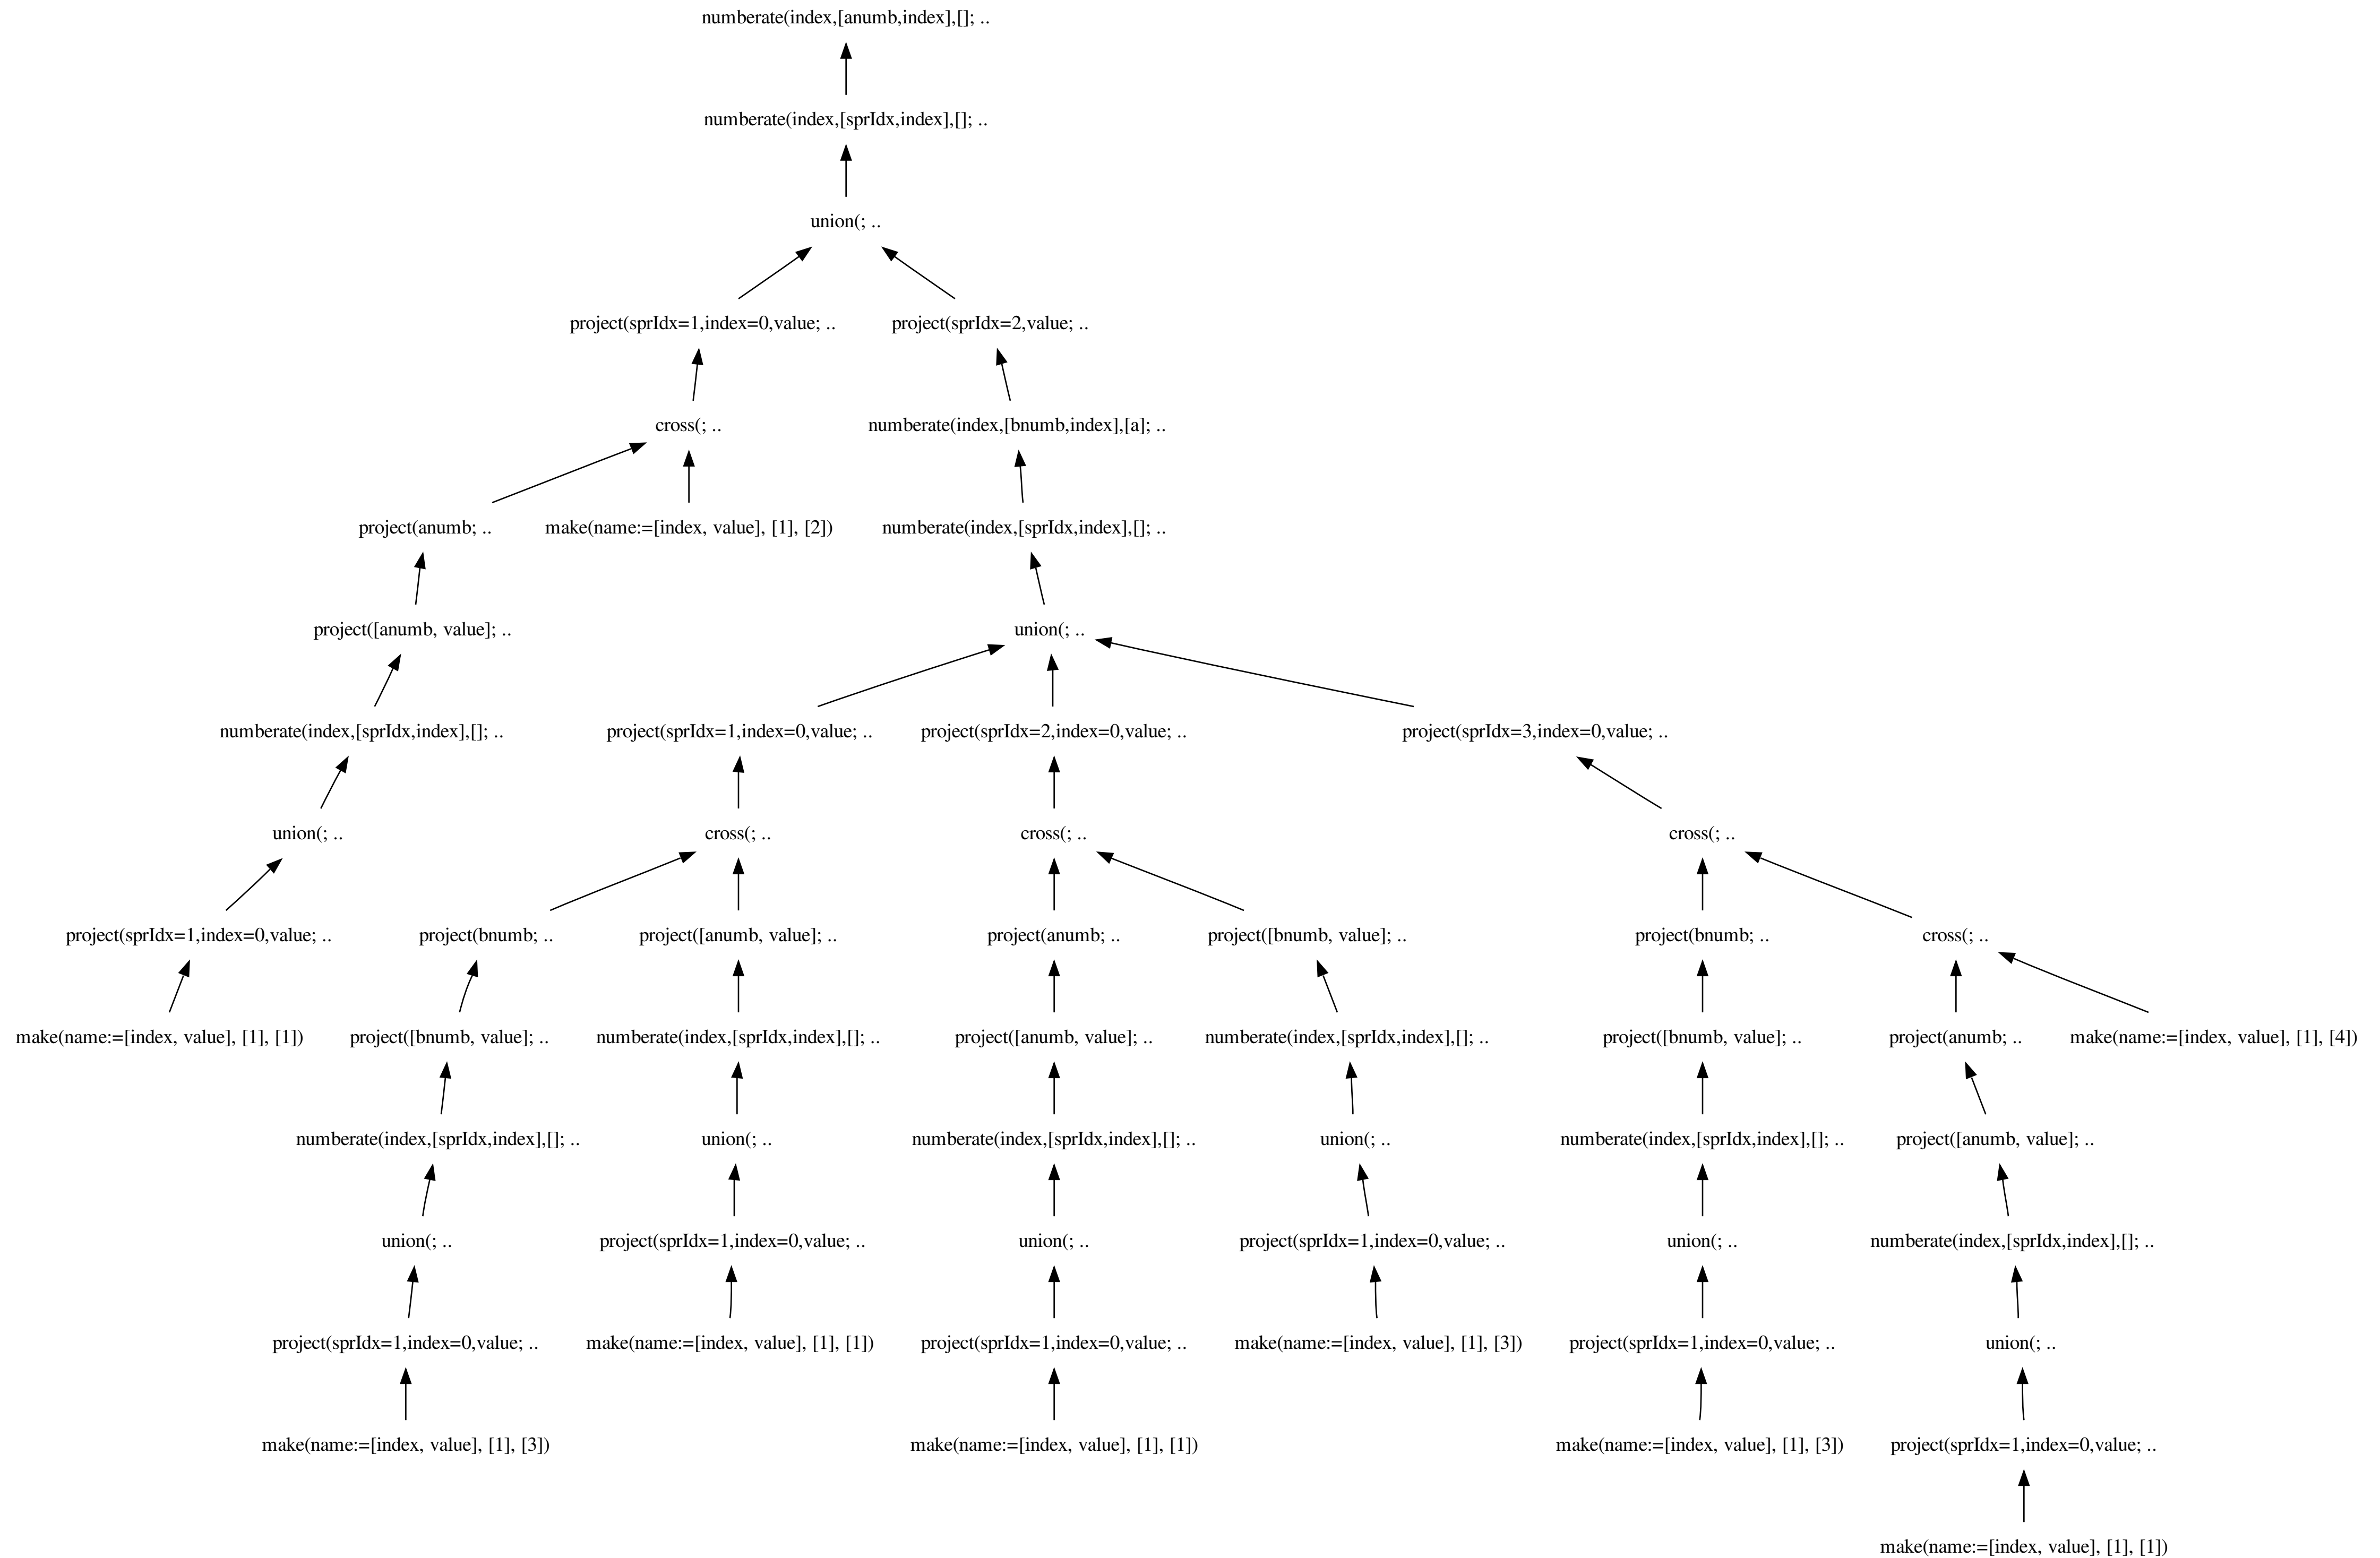 numberate(index,[anumb,index],[]; ..
numberate(index,[sprIdx,index],[]; ..
union(; ..
project(sprIdx=1,index=0,value; ..
project(sprIdx=2,value; ..
cross(; ..
numberate(index,[bnumb,index],[a]; ..
project(anumb; ..
make(name:=[index, value], [1], [2])
numberate(index,[sprIdx,index],[]; ..
project([anumb, value]; ..
union(; ..
numberate(index,[sprIdx,index],[]; ..
project(sprIdx=1,index=0,value; ..
project(sprIdx=2,index=0,value; ..
project(sprIdx=3,index=0,value; ..
union(; ..
cross(; ..
cross(; ..
cross(; ..
project(sprIdx=1,index=0,value; ..
project(bnumb; ..
project([anumb, value]; ..
project(anumb; ..
project([bnumb, value]; ..
project(bnumb; ..
cross(; ..
make(name:=[index, value], [1], [1])
project([bnumb, value]; ..
numberate(index,[sprIdx,index],[]; ..
project([anumb, value]; ..
numberate(index,[sprIdx,index],[]; ..
project([bnumb, value]; ..
project(anumb; ..
make(name:=[index, value], [1], [4])
numberate(index,[sprIdx,index],[]; ..
union(; ..
numberate(index,[sprIdx,index],[]; ..
union(; ..
numberate(index,[sprIdx,index],[]; ..
project([anumb, value]; ..
union(; ..
project(sprIdx=1,index=0,value; ..
union(; ..
project(sprIdx=1,index=0,value; ..
union(; ..
numberate(index,[sprIdx,index],[]; ..
project(sprIdx=1,index=0,value; ..
make(name:=[index, value], [1], [1])
project(sprIdx=1,index=0,value; ..
make(name:=[index, value], [1], [3])
project(sprIdx=1,index=0,value; ..
union(; ..
make(name:=[index, value], [1], [3])
make(name:=[index, value], [1], [1])
make(name:=[index, value], [1], [3])
project(sprIdx=1,index=0,value; ..
make(name:=[index, value], [1], [1])